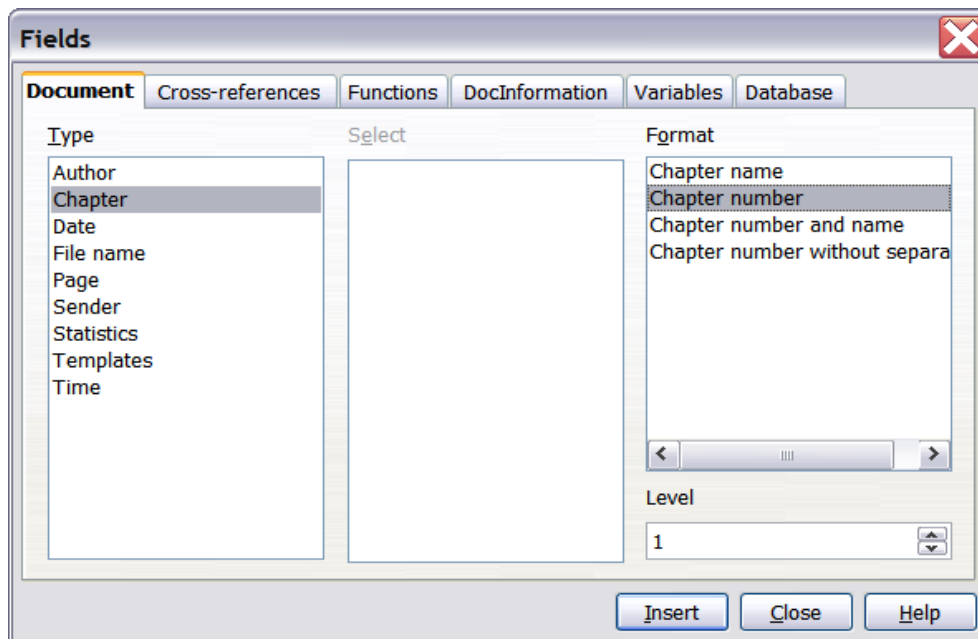 Fields
Document Cross-references Functions DocInformation Variables Database
Type
Author
Chapter
Date
File name
Page
Sender
Statistics
Templates
Time
Select
Format
Chapter name
Chapter number
Chapter number and name
Chapter number without separa
Level
1
Insert Close Help